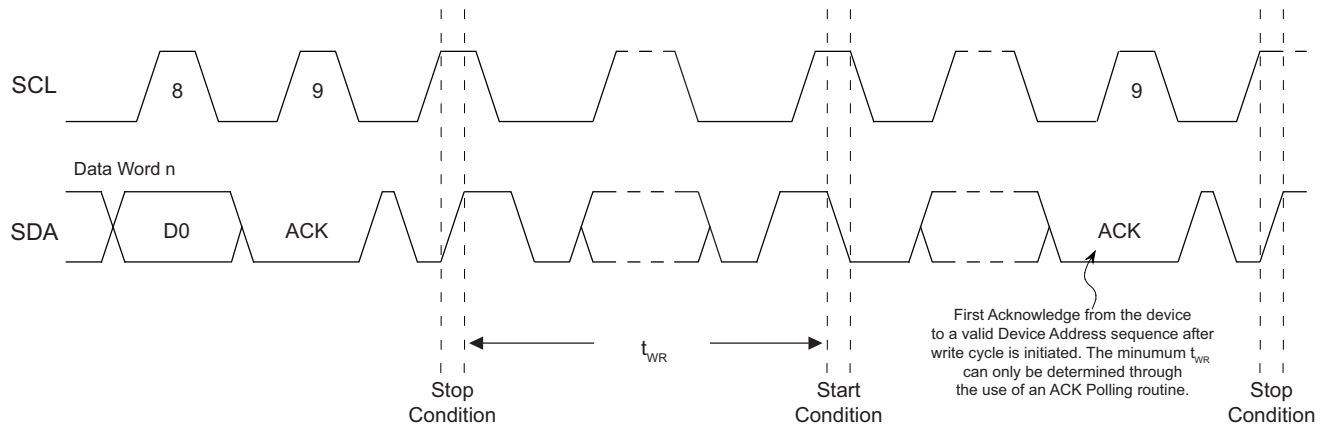 SCL
8
9
9
Data Word n
SDA
D0
ACK
ACK
First Acknowledge from the device
to a valid Device Address sequence after
write cycle is initiated. The minumum tWR
can only be determined through
the use of an ACK Polling routine.
tWR
Stop
Condition
Start
Condition
Stop
Condition